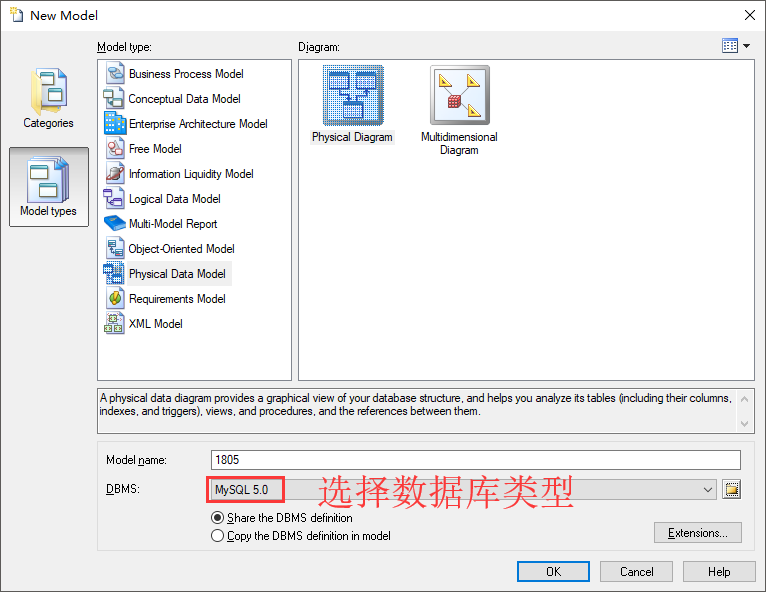 New Model
Model type:
Diagram:
Categories
Model types
Business Process Model
Conceptual Data Model
Enterprise Architecture Model
Free Model
Information Liquidity Model
Logical Data Model
Multi-Model Report
Object-Oriented Model
Physical Data Model
Requirements Model
XML Model
Physical Diagram
Multidimensional
Diagram
A physical data diagram provides a graphical view of your database structure, and helps you analyze its tables (including their columns,
indexes, and triggers), views, and procedures, and the references between them.
Model name:
1805
DBMS:
MySQL 5.0
选择数据库类型
Share the DBMS definition
Copy the DBMS definition in model
Extensions...
OK
Cancel
Help